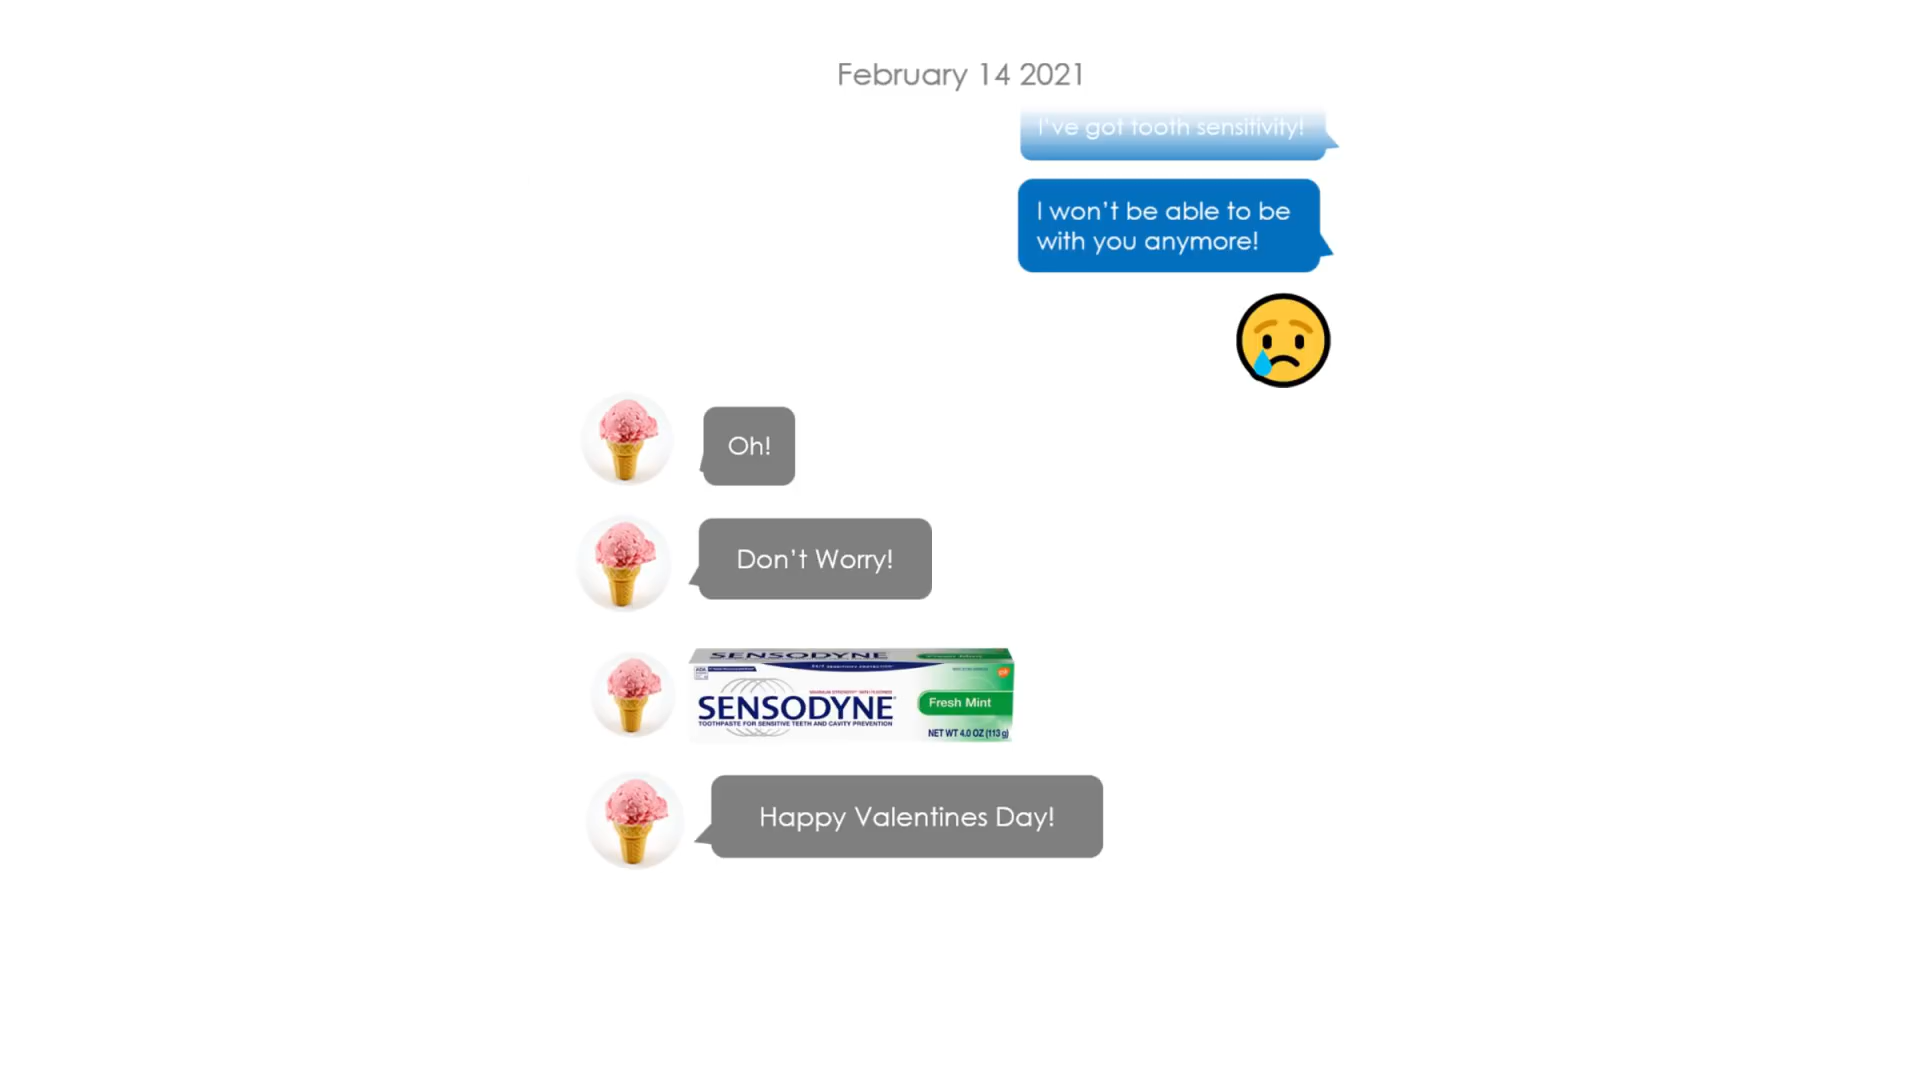 February 14 2021
I've got tooth sensitivity!
I won't be able to be
with you anymore!
Oh!
Don't Worry!
SENSODYNE
Fresh Mint
SENSODYNE
TOOTHPASTE FOR SENSITIVE TEETH AND CAVITY PREVENTION
Fresh Mint
NET WT 4.0 OZ (113 g)
Happy Valentines Day!